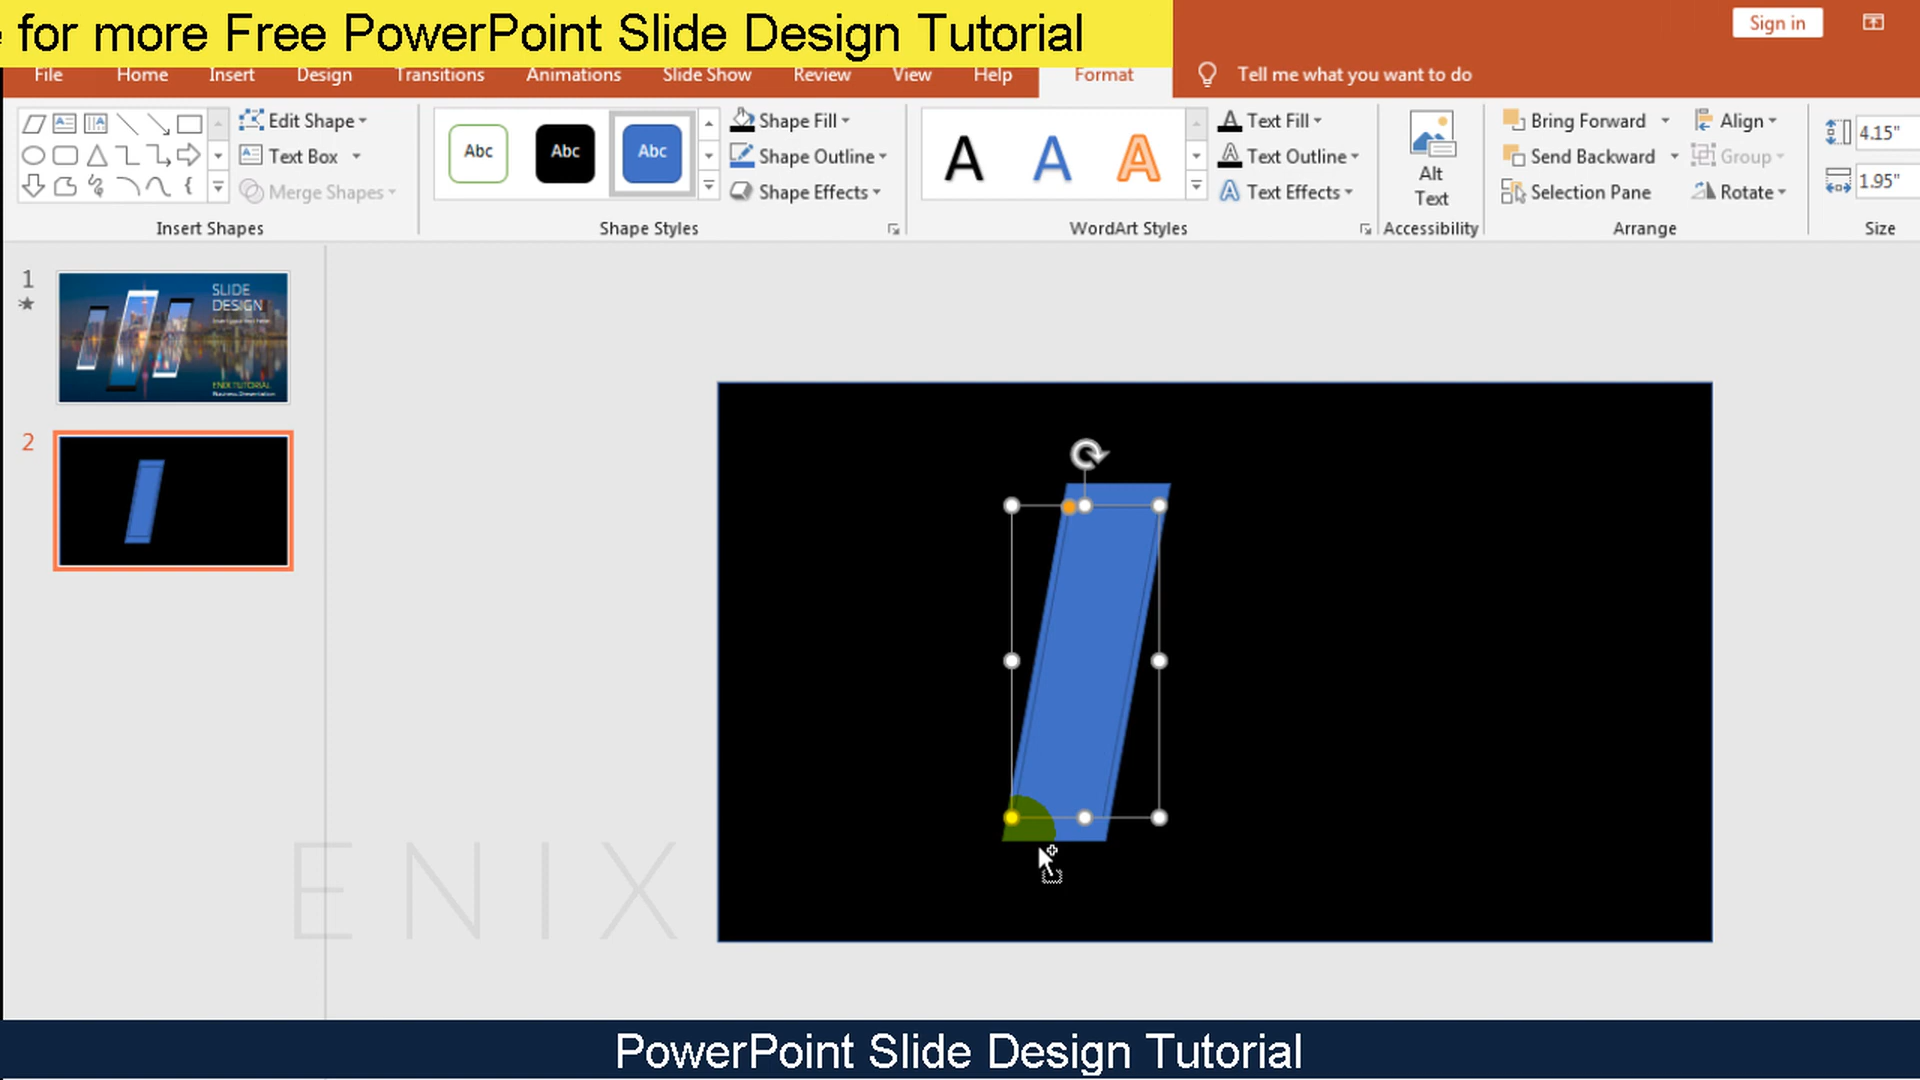 for more Free PowerPoint Slide Design Tutorial
Sign in
File Home Insert Design Transitions Animations Slide Show Review View Help Format Tell me what you want to do
Edit Shape
Text Box
Merge Shapes
Insert Shapes
Abc Abc Abc
Shape Fill
Shape Outline
Shape Effects
Shape Styles
A A A
Text Fill
Text Outline
Text Effects
WordArt Styles
Alt
Text
Accessibility
Bring Forward
Send Backward
Selection Pane
Align
Group
Rotate
Arrange
4.15"
1.95"
Size
1
SLIDE
DESIGN
ENIX TUTORIAL
Business Presentation
2
ENIX
PowerPoint Slide Design Tutorial